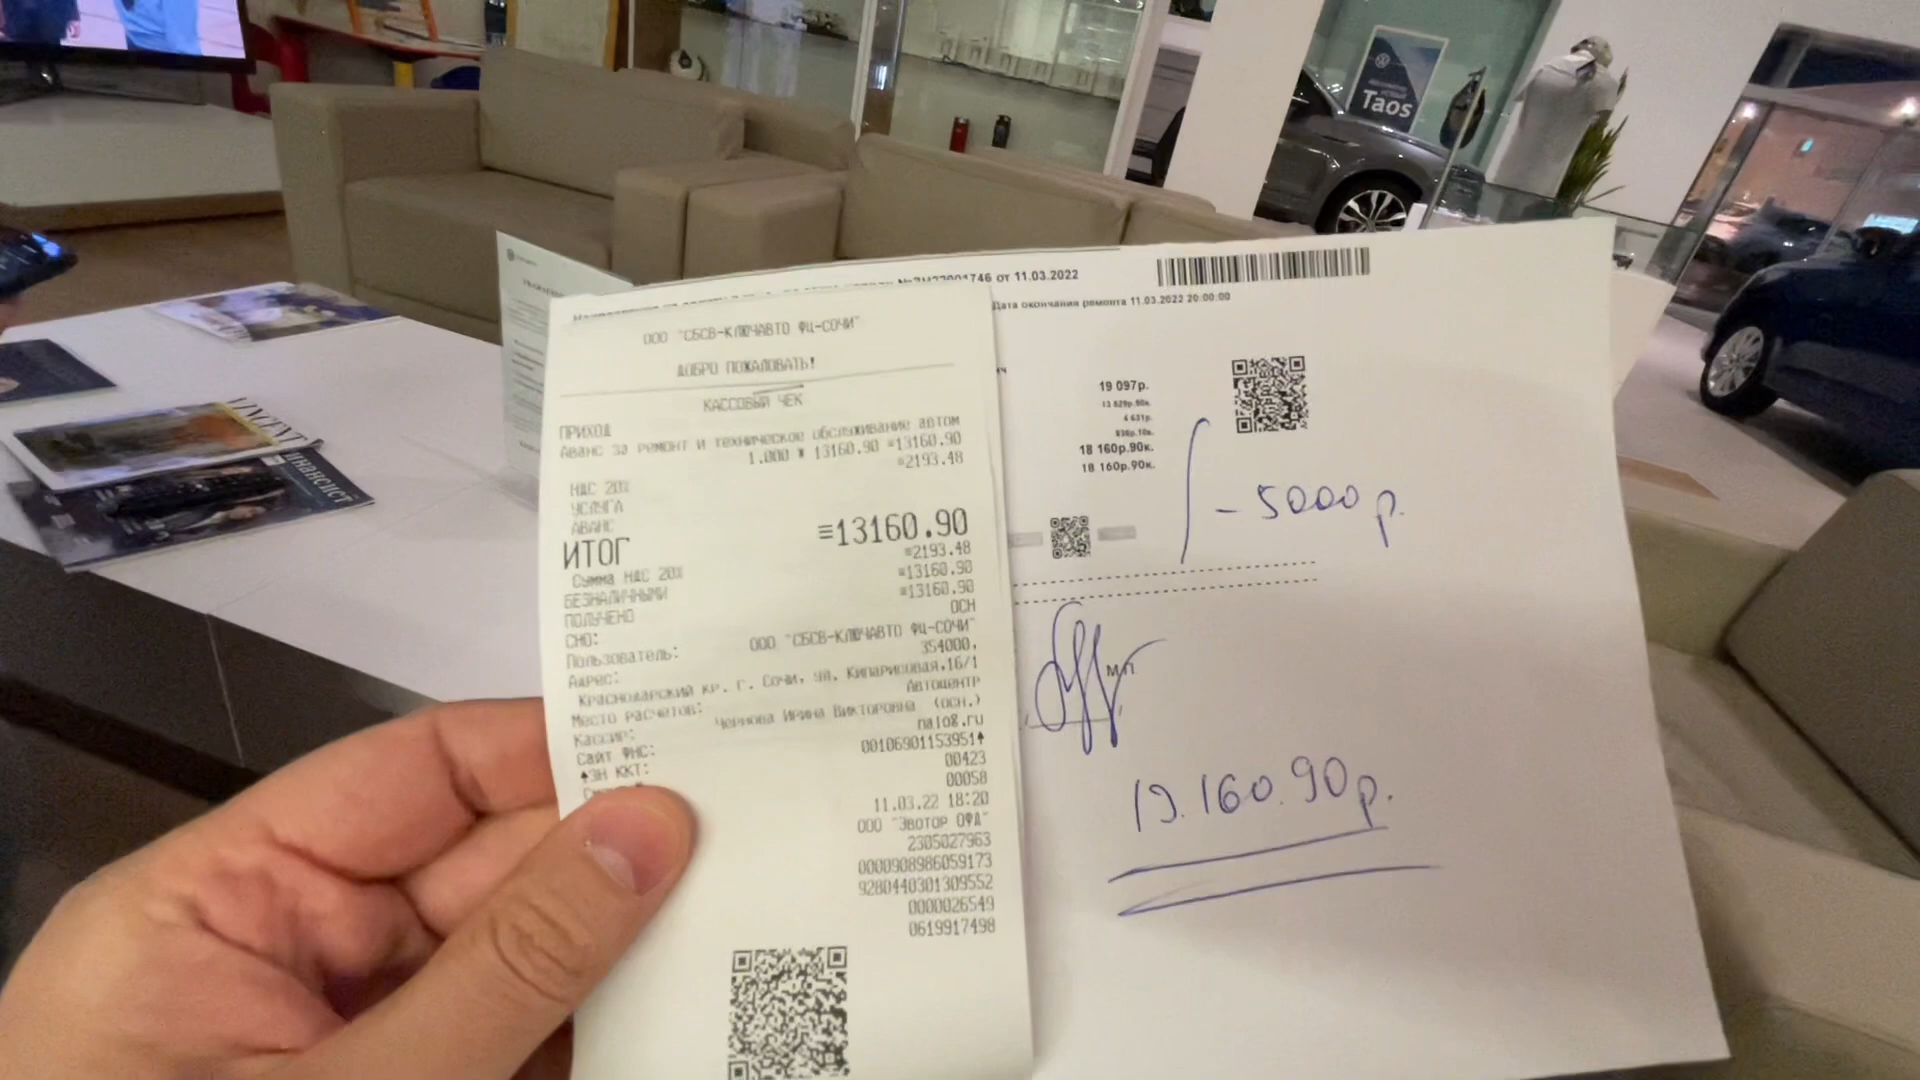 Taos
от 11.03.2022
Дата окончания ремонта 11.03.2022 20:00:00
19 097р.
18 160р.90к.
18 160р.90к.
- 5000 р.
М.П.
13.160.90р.
ООО "СБСВ-КЛЮЧАВТО ФЦ-СОЧИ"
ДОБРО ПОЖАЛОВАТЬ!
КАССОВЫЙ ЧЕК
ПРИХОД
Аванс за ремонт и техническое обслуживание автом
1.000 * 13160.90 =13160.90
=2193.48
НДС 20%
УСЛУГА
АВАНС
ИТОГ =13160.90
Сумма НДС 20% =2193.48
БЕЗНАЛИЧНЫМИ =13160.90
ПОЛУЧЕНО =13160.90
СНО: ОСН
Пользователь: ООО "СБСВ-КЛЮЧАВТО ФЦ-СОЧИ"
Адрес: 354000,
Краснодарский кр. г. Сочи, ул. Кипарисовая,16/1
Место расчетов: Автоцентр
Кассир: Чернова Ирина Викторовна (осн.)
Сайт ФНС: nalog.ru
ЗН ККТ: 00106901153951
00423
00058
11.03.22 18:20
ООО "Эвотор ОФД"
2305027963
0000908986059173
9280440301309552
0000026549
0619917498